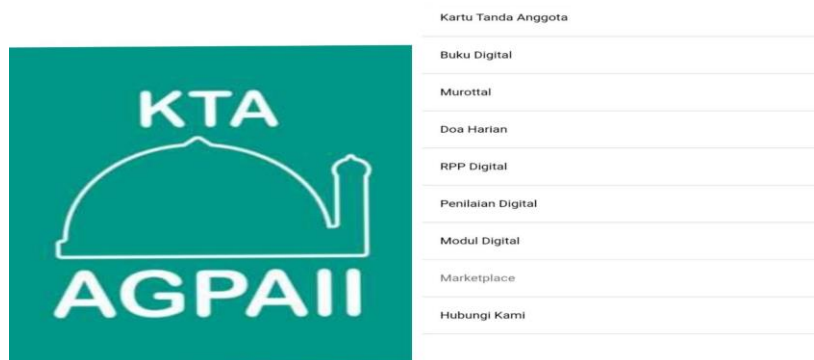 KTA
AGPAII
Kartu Tanda Anggota
Buku Digital
Murottal
Doa Harian
RPP Digital
Penilaian Digital
Modul Digital
Marketplace
Hubungi Kami